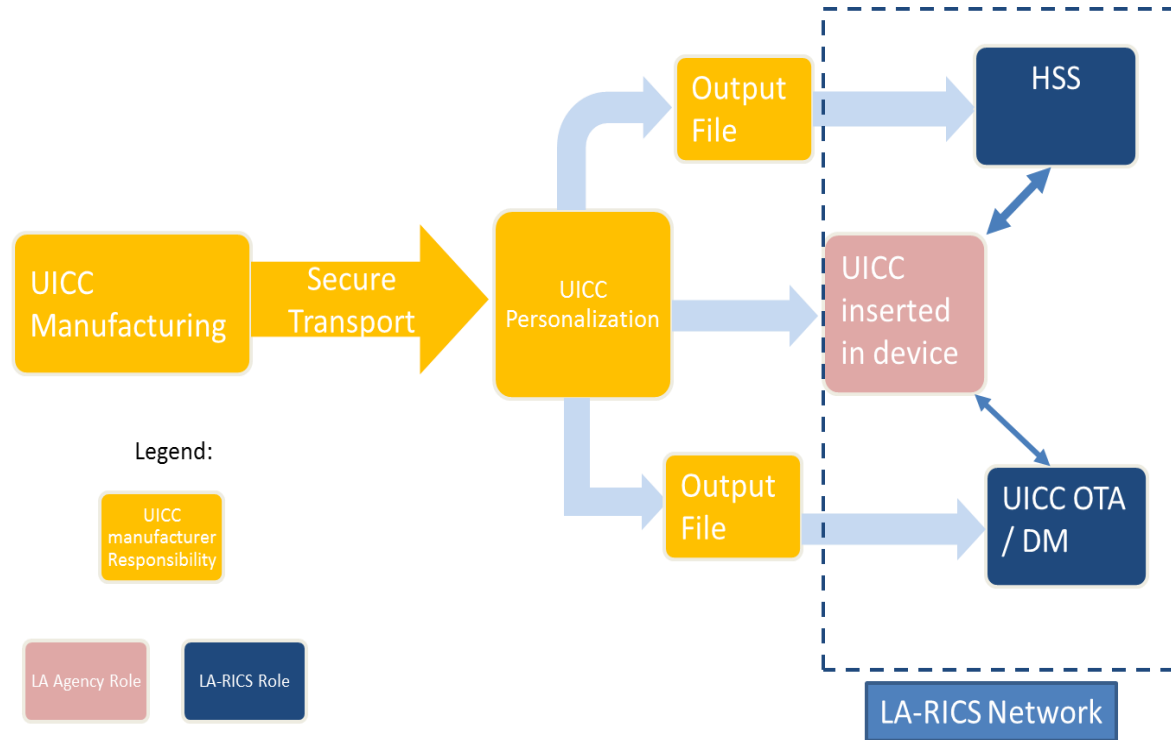 Output
File
HSS
UICC
Manufacturing
Secure
Transport
UICC
Personalization
UICC
inserted
in device
Legend:
Output
File
UICC OTA
/ DM
UICC
manufacturer
Responsibility
LA Agency Role
LA-RICS Role
LA-RICS Network